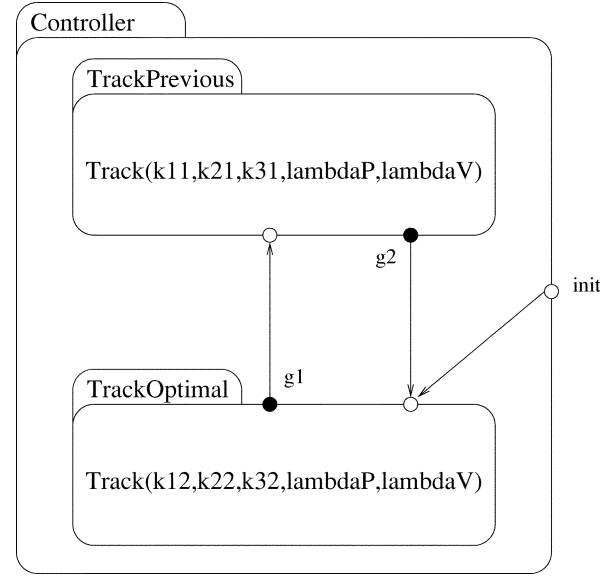 Controller
TrackPrevious
Track(k11,k21,k31,lambdaP,lambdaV)
g2
init
g1
TrackOptimal
Track(k12,k22,k32,lambdaP,lambdaV)